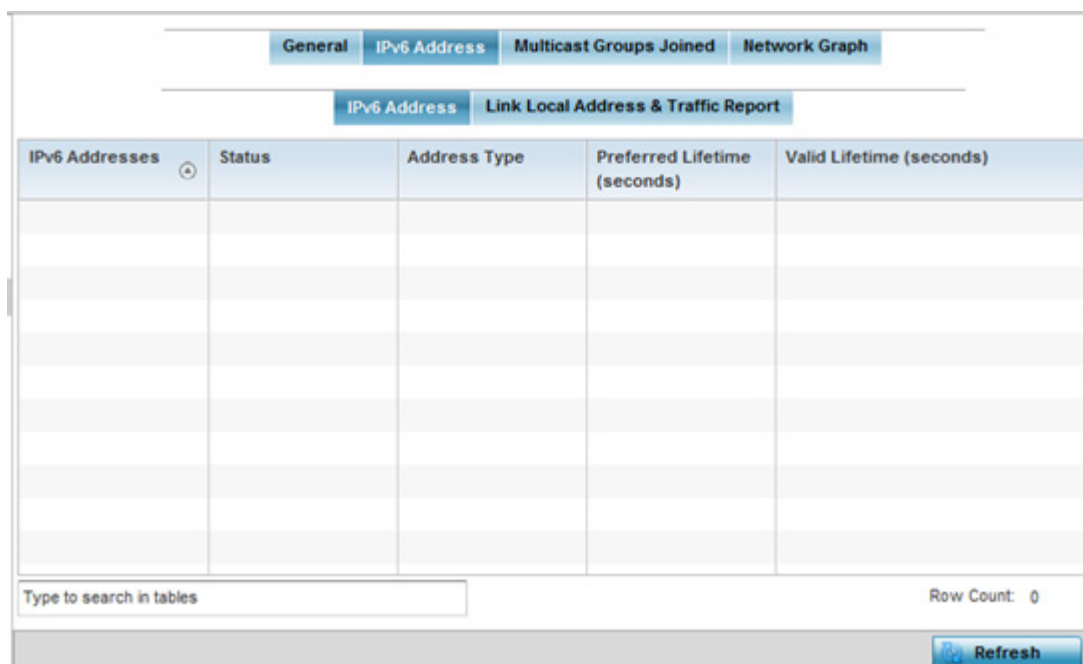 General IPv6 Address Multicast Groups Joined Network Graph
IPv6 Address Link Local Address & Traffic Report
IPv6 Addresses Status Address Type Preferred Lifetime (seconds) Valid Lifetime (seconds)
Type to search in tables Row Count: 0
Refresh